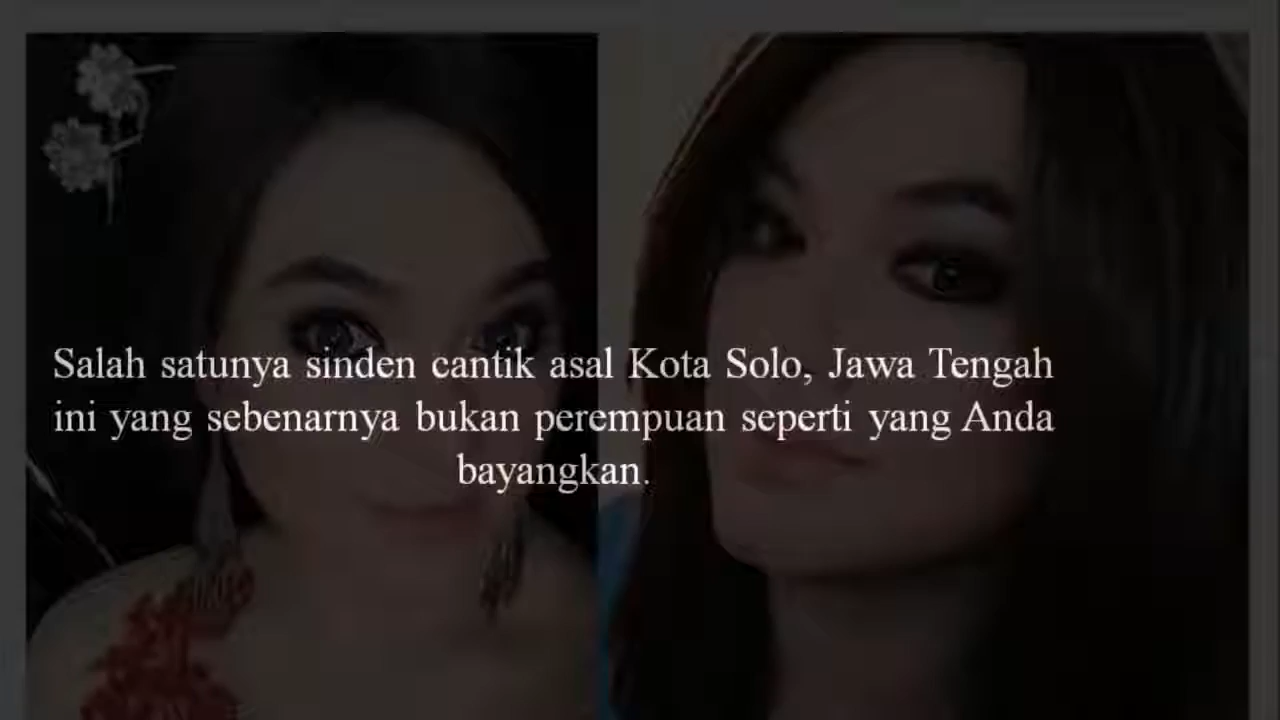 Salah satunya sinden cantik asal Kota Solo, Jawa Tengah
ini yang sebenarnya bukan perempuan seperti yang Anda
bayangkan.